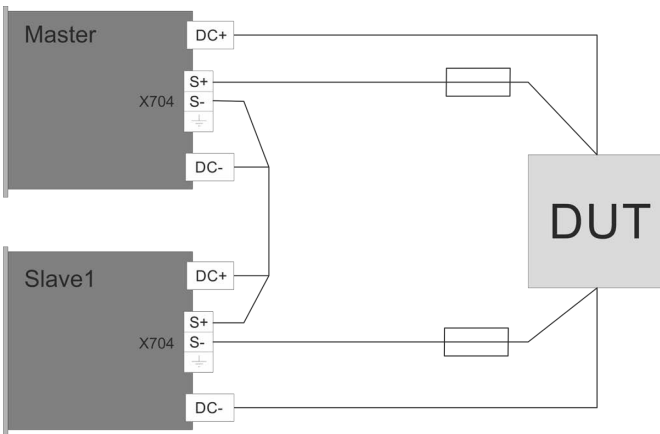 Master
DC+
S+
X704
S-
DC-
DUT
Slave1
DC+
S+
X704
S-
DC-